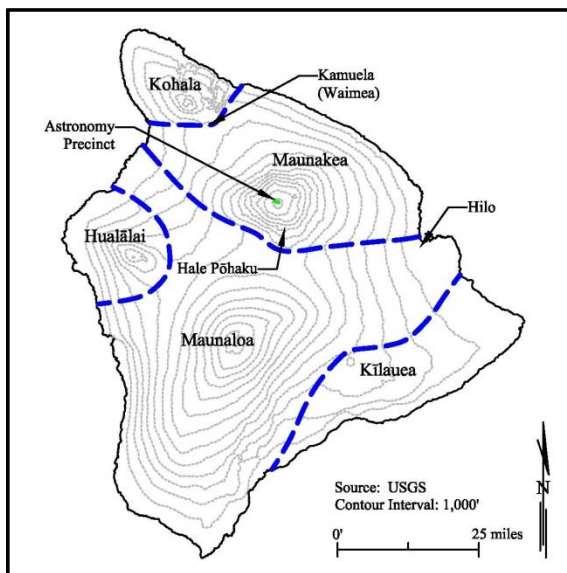 Kohala
Kamuela
(Waimea)
Astronomy
Precinct
Maunakea
Hilo
Hualālai
Hale Pōhaku
Maunaloa
Kīlauea
Source: USGS
Contour Interval: 1,000'
N
0'
25 miles